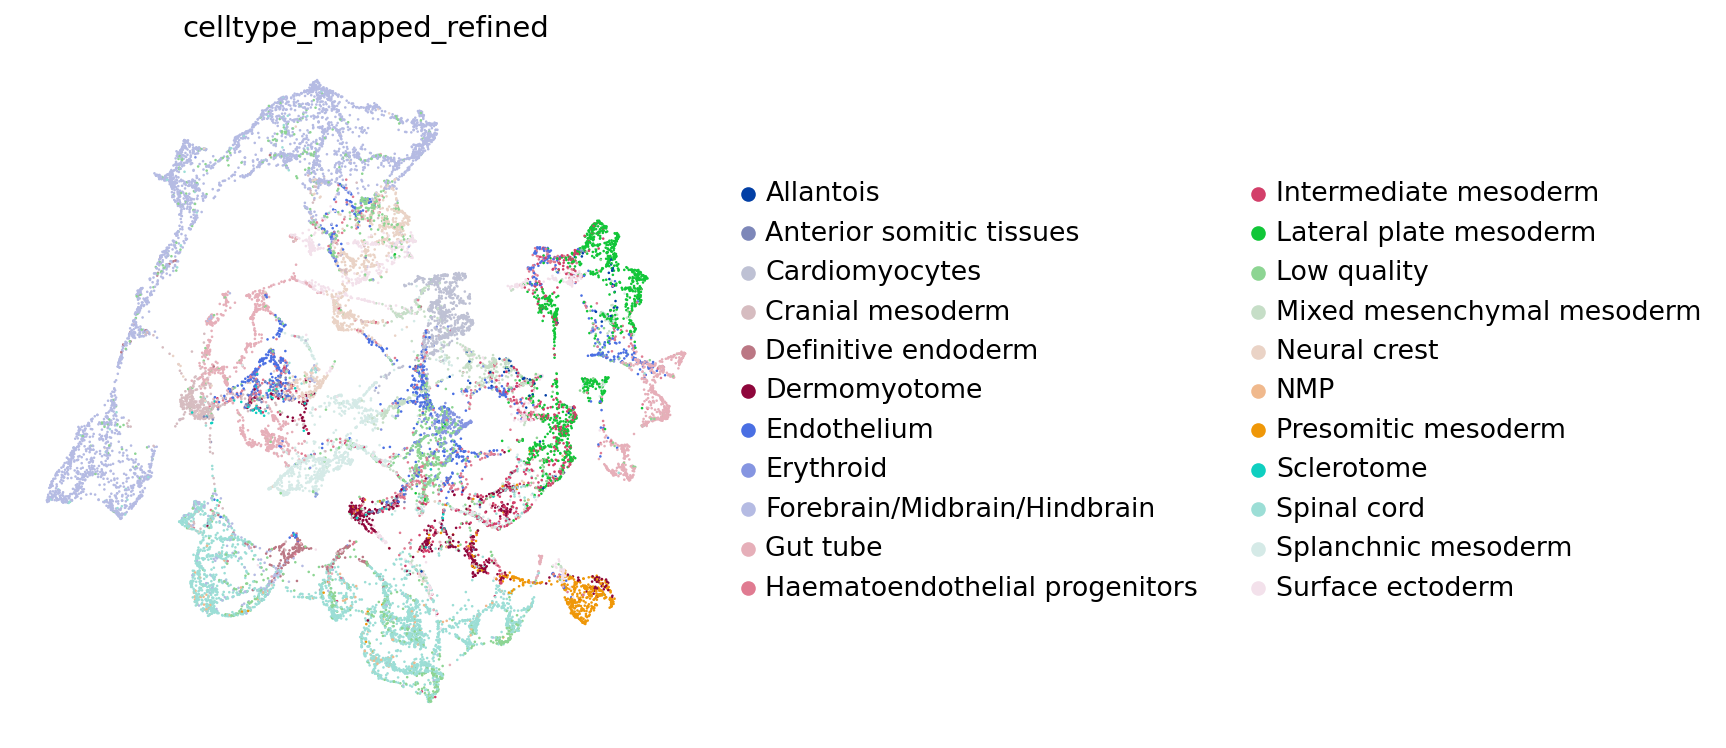 celltype_mapped_refined
Allantois
Anterior somitic tissues
Cardiomyocytes
Cranial mesoderm
Definitive endoderm
Dermomyotome
Endothelium
Erythroid
Forebrain/Midbrain/Hindbrain
Gut tube
Haematoendothelial progenitors
Intermediate mesoderm
Lateral plate mesoderm
Low quality
Mixed mesenchymal mesoderm
Neural crest
NMP
Presomitic mesoderm
Sclerotome
Spinal cord
Splanchnic mesoderm
Surface ectoderm